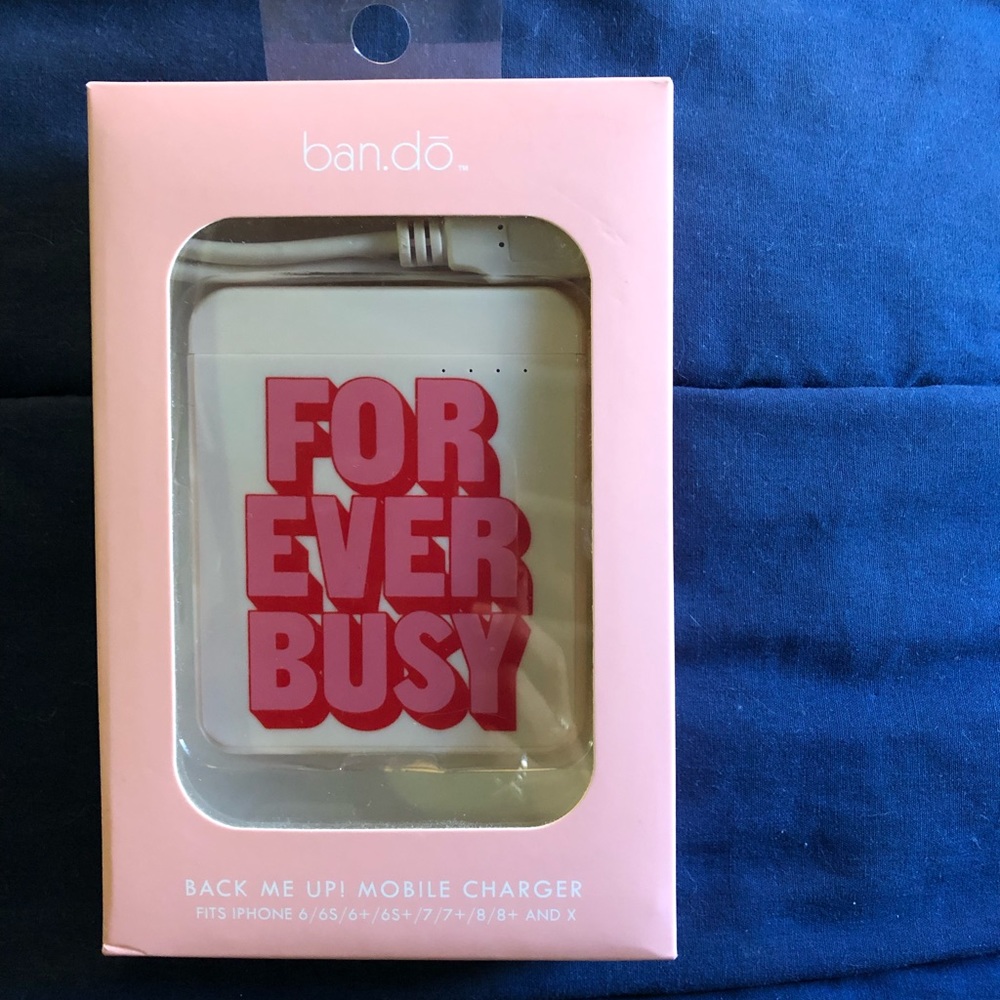 ban.dō™
FOR
EVER
BUSY
BACK ME UP! MOBILE CHARGER
FITS IPHONE 6/6S/6+/6S+/7/7+/8/8+ AND X